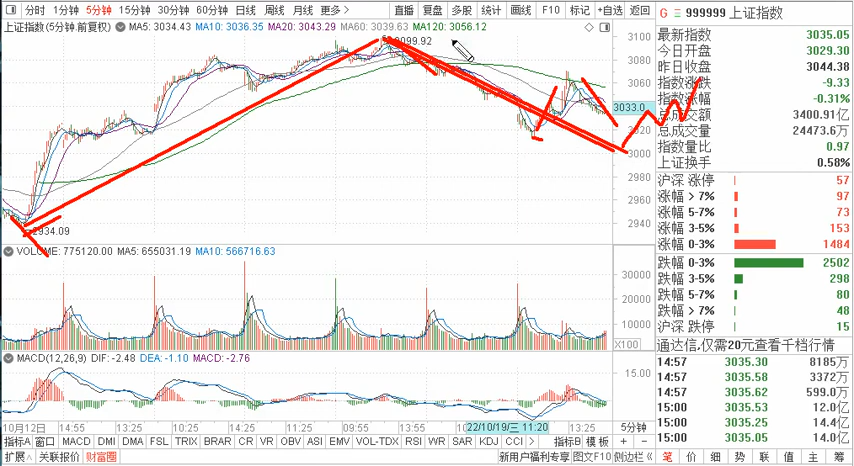 分时 1分钟 5分钟 15分钟 30分钟 60分钟 日线 周线 月线 更多 > 直播 复盘 多股 统计 画线 F10 标记 +自选 返回
上证指数(5分钟.前复权) MA5: 3034.43 MA10: 3036.35 MA20: 3043.29 MA60: 3039.63 MA120: 3056.12
3099.92
3100
3080
3060
3033.0
3020
3000
2980
2960
2940
2934.09
VOLUME: 775120.00 MA5: 655031.19 MA10: 566716.63
30000
20000
10000
X100
MACD(12,26,9) DIF: -2.48 DEA: -1.10 MACD: -2.76
15.00
10月12日 14:55 10:25 14:25 10:55 11:25 09:55 13:25 10 22/10/19/三 11:20 13:25 5分钟
指标A 窗口 MACD DMI DMA FSL TRIX BRAR CR VR OBV ASI EMV VOL-TDX RSI WR SAR KDJ CCI > 指标B 模板 + -
扩展∧ 关联报价 财富圈 新用户福利专享 图文F10 侧边栏《
G 999999 上证指数
最新指数 3035.05
今日开盘 3029.30
昨日收盘 3044.38
指数涨跌 -9.33
指数涨幅 -0.31%
总成交额 3400.91亿
总成交量 24473.6万
指数量比 0.97
上证换手 0.58%
沪深 涨停 57
涨幅 > 7% 97
涨幅 5-7% 73
涨幅 3-5% 153
涨幅 0-3% 1484
跌幅 0-3% 2502
跌幅 3-5% 298
跌幅 5-7% 80
跌幅 > 7% 48
沪深 跌停 15
通达信,仅需20元查看千档行情
14:57 3035.30 8185万
14:57 3035.58 3372万
14:57 3035.62 599.0万
15:00 3035.53 12.0亿
15:00 3035.25 14.4亿
15:00 3035.05 14.2亿
笔 价 细 势 联 值 主 筹